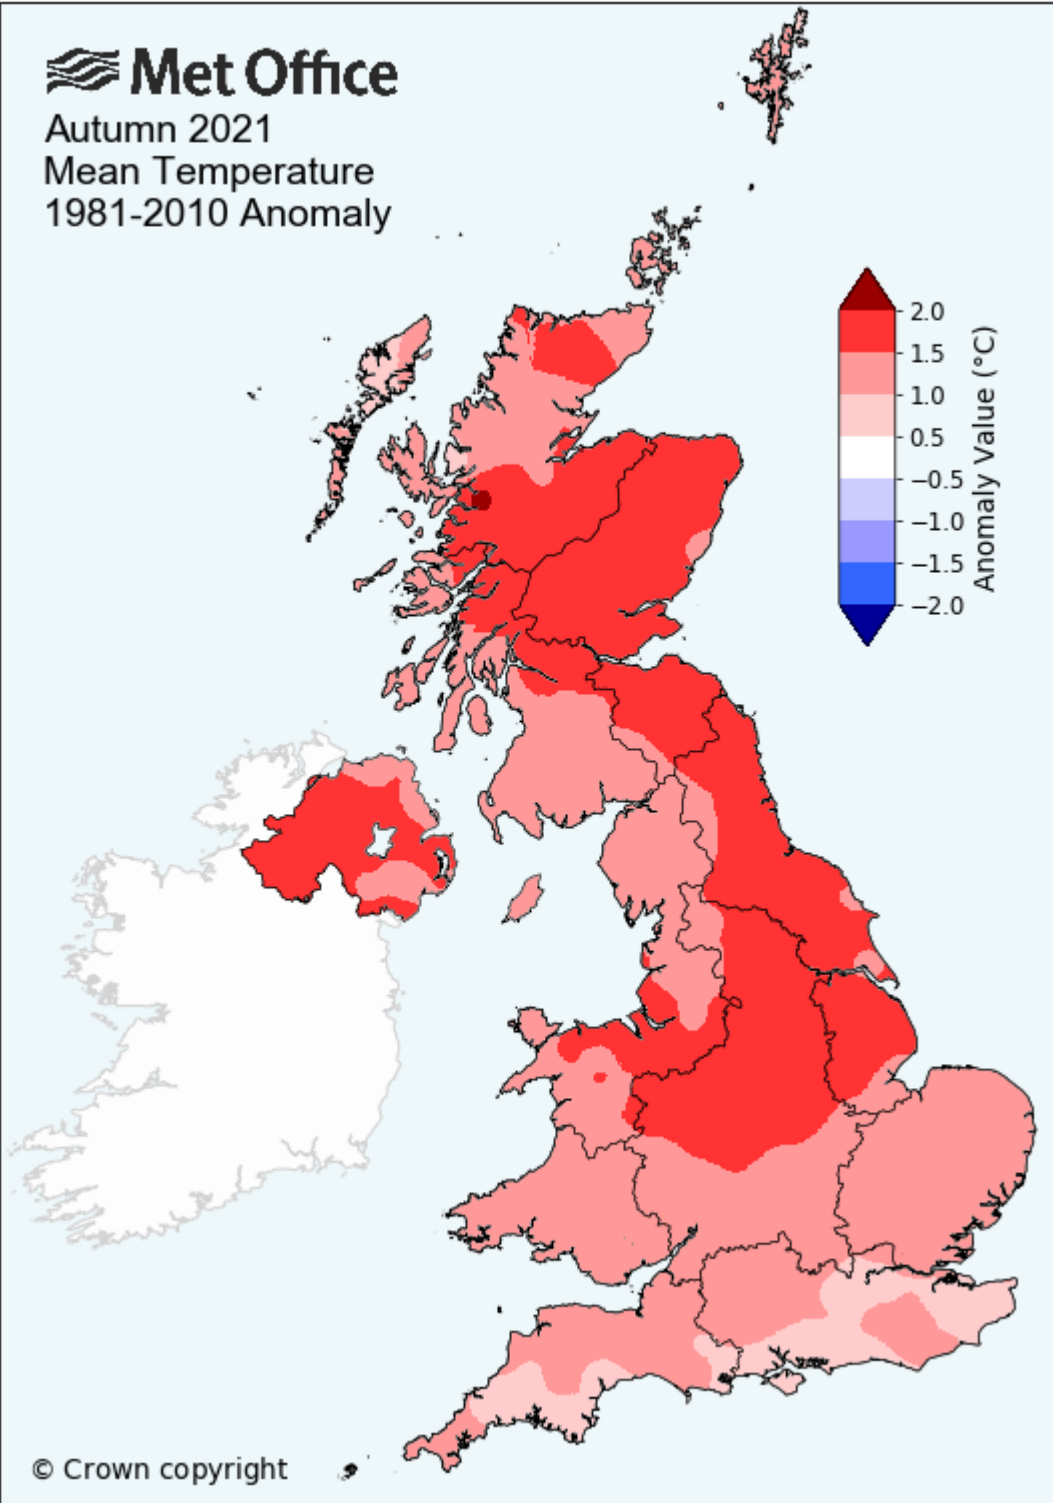 Met Office
Autumn 2021
Mean Temperature
1981-2010 Anomaly
2.0
1.5
1.0
0.5
−0.5
−1.0
−1.5
−2.0
Anomaly Value (°C)
© Crown copyright